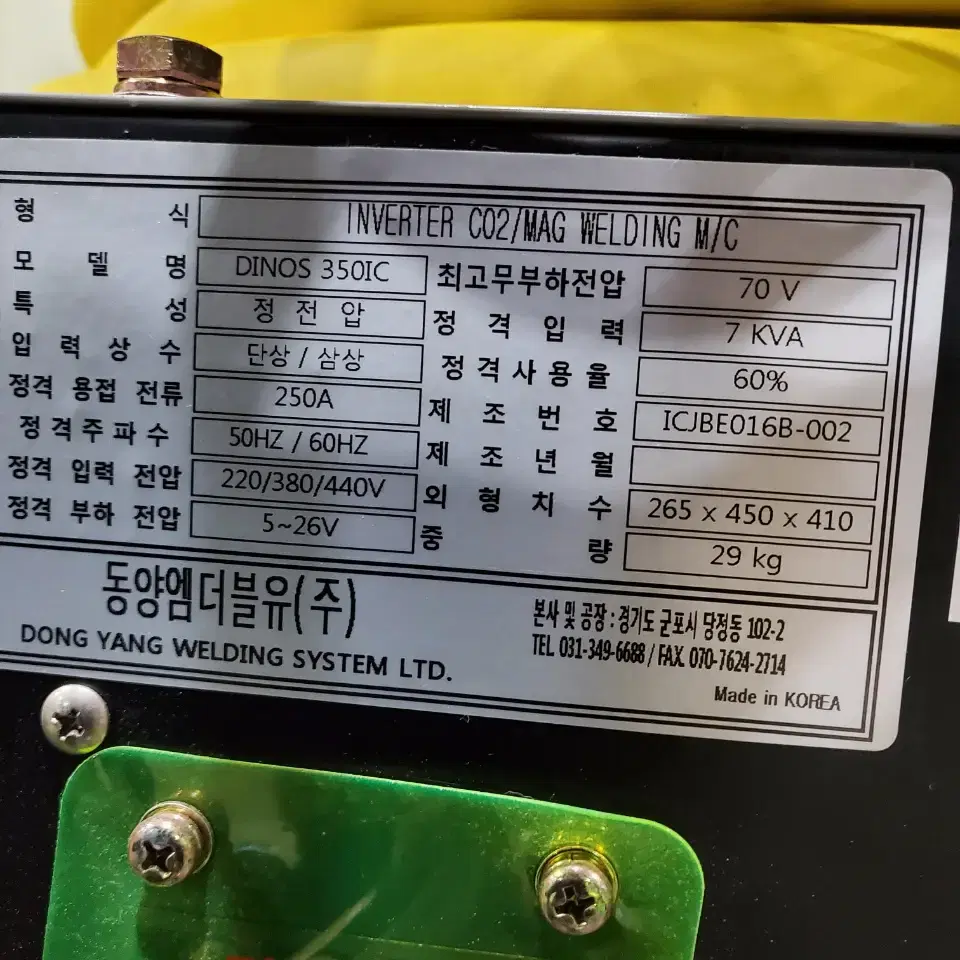 형 식 INVERTER CO2/MAG WELDING M/C
모 델 명 DINOS 350IC 최고무부하전압 70 V
특 성 정 전 압 정 격 입 력 7 KVA
입 력 상 수 단상 / 삼상 정격사용율 60%
정격 용접 전류 250A 제 조 번 호 ICJBE016B-002
정격주파수 50HZ / 60HZ 제 조 년 월
정격 입력 전압 220/380/440V 외 형 치 수 265 x 450 x 410
정격 부하 전압 5~26V 중 량 29 kg
동양엠더블유(주)
DONG YANG WELDING SYSTEM LTD.
본사 및 공장 : 경기도 군포시 당정동 102-2
TEL 031-349-6688 / FAX. 070-7624-2714
Made in KOREA